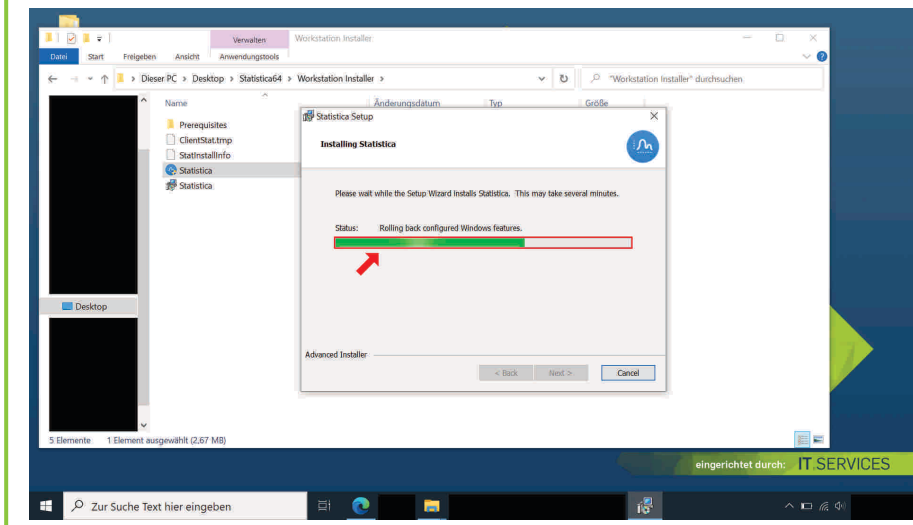 Verwalten
Workstation Installer
Datei Start Freigeben Ansicht Anwendungstools
Dieser PC > Desktop > Statistica64 > Workstation Installer >
"Workstation Installer" durchsuchen
Name Änderungsdatum Typ Größe
Prerequisites
ClientStat.tmp
StatInstallInfo
Statistica
Statistica
Desktop
5 Elemente 1 Element ausgewählt (2,67 MB)
Statistica Setup
Installing Statistica
Please wait while the Setup Wizard installs Statistica. This may take several minutes.
Status: Rolling back configured Windows features.
Advanced Installer
< Back Next > Cancel
eingerichtet durch: IT.SERVICES
Zur Suche Text hier eingeben